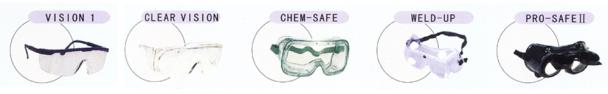 VISION 1
CLEAR VISION
CHEM-SAFE
WELD-UP
PRO-SAFE II